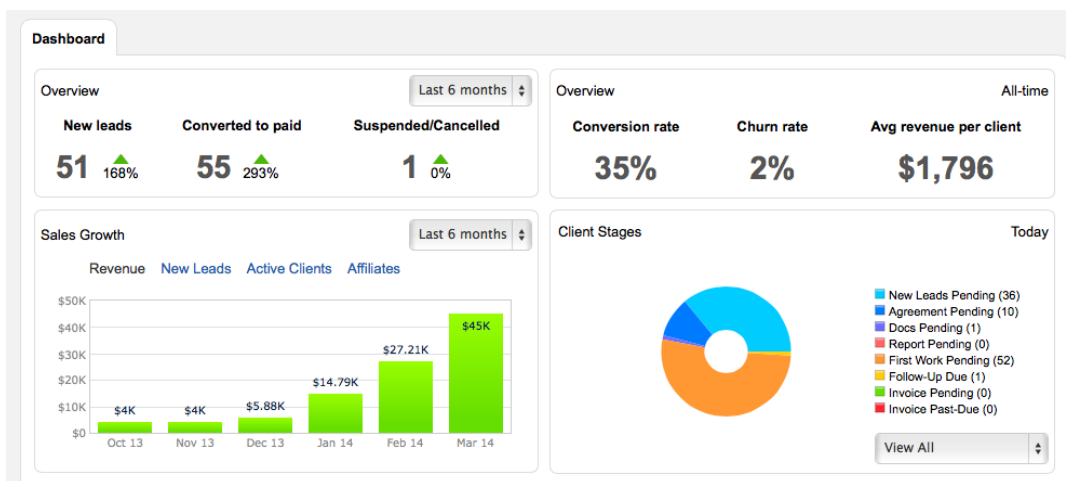 Dashboard
Overview
Last 6 months
New leads Converted to paid Suspended/Cancelled
51 168% 55 293% 1 0%
Overview All-time
Conversion rate Churn rate Avg revenue per client
35% 2% $1,796
Sales Growth
Last 6 months
Revenue New Leads Active Clients Affiliates
$50K
$40K
$30K
$20K
$10K
$0
$4K $4K $5.88K $14.79K $27.21K $45K
Oct 13 Nov 13 Dec 13 Jan 14 Feb 14 Mar 14
Client Stages Today
New Leads Pending (36)
Agreement Pending (10)
Docs Pending (1)
Report Pending (0)
First Work Pending (52)
Follow-Up Due (1)
Invoice Pending (0)
Invoice Past-Due (0)
View All